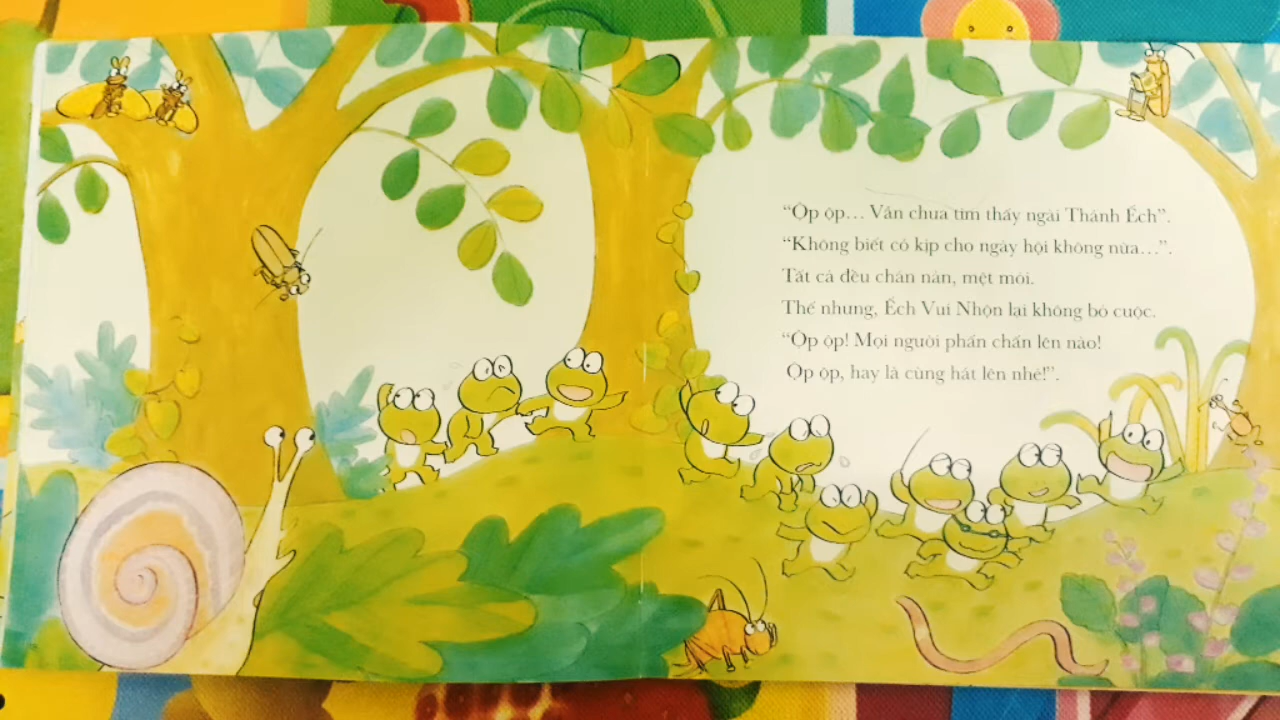 “Ộp ộp... Vẫn chưa tìm thấy ngài Thánh Ếch”.
“Không biết có kịp cho ngày hội không nữa...”.
Tất cả đều chán nản, mệt mỏi.
Thế nhưng, Ếch Vui Nhộn lại không bỏ cuộc.
“Ộp ộp! Mọi người phấn chấn lên nào!
Ộp ộp, hay là cùng hát lên nhé!”.